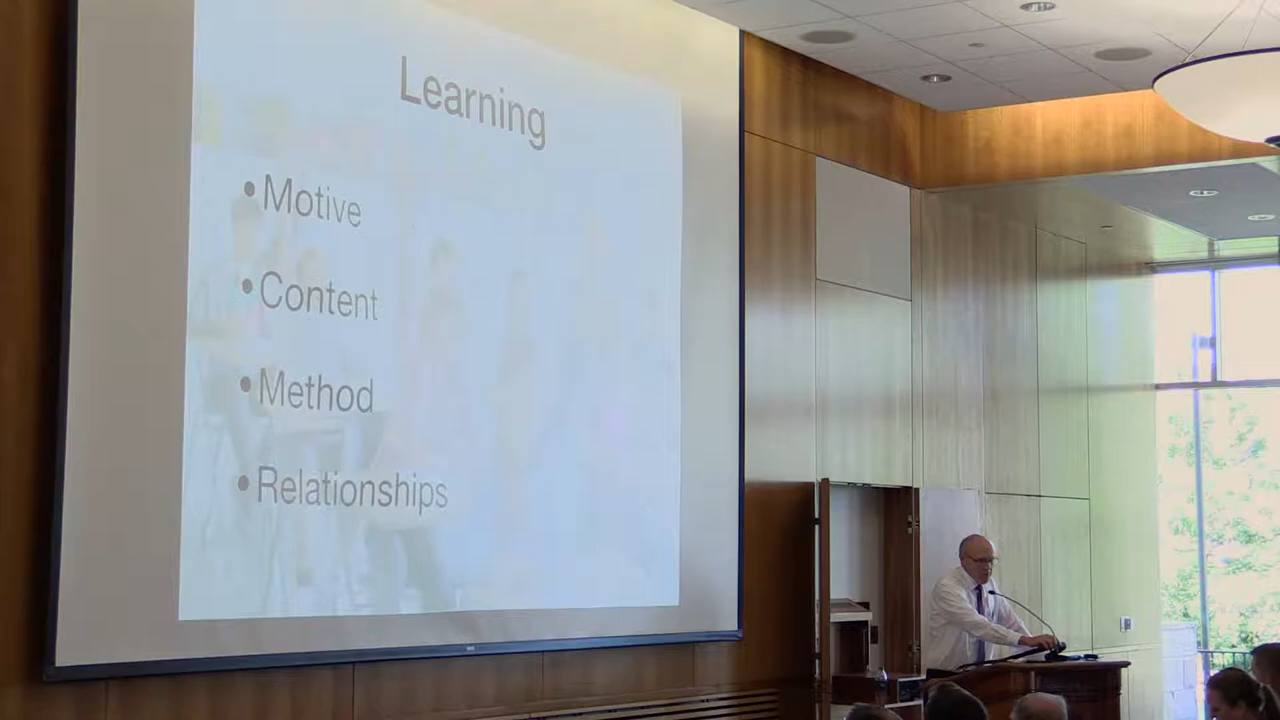 Learning
•Motive
•Content
•Method
•Relationships